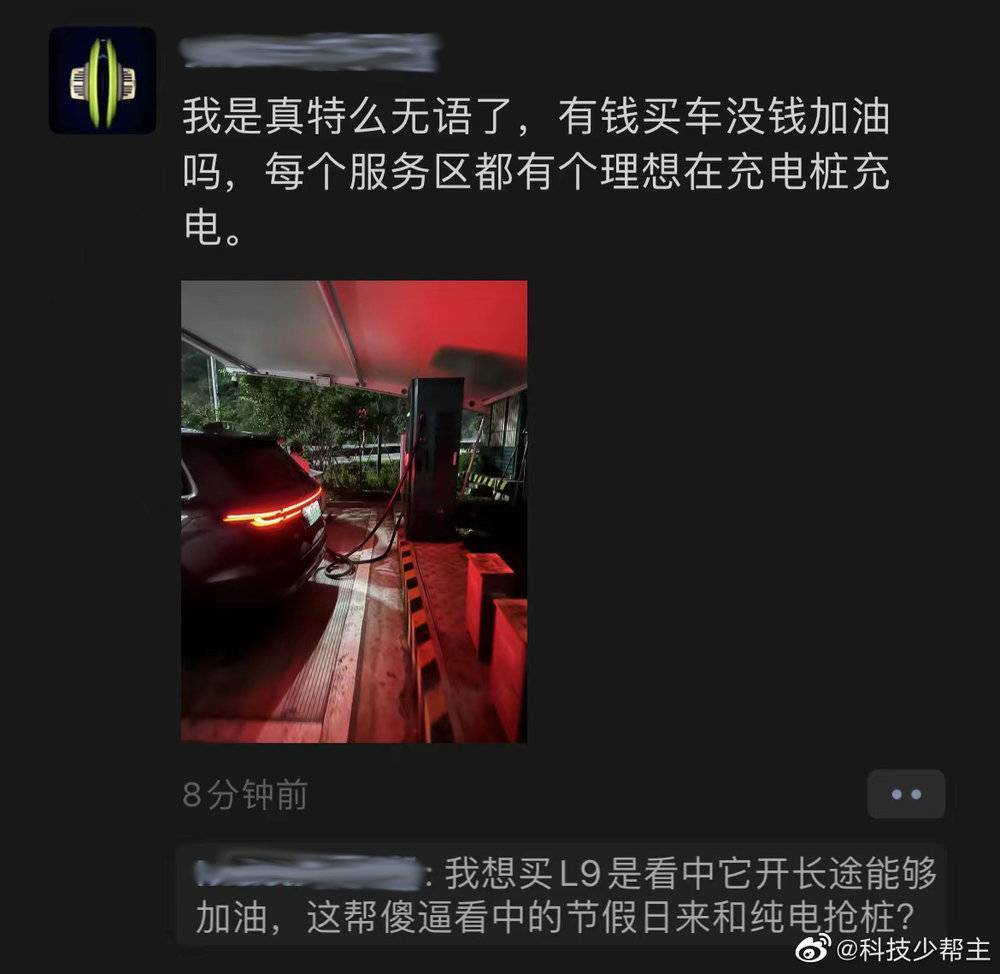 我是真特么无语了，有钱买车没钱加油
吗，每个服务区都有个理想在充电桩充
电。
8分钟前
: 我想买L9是看中它开长途能够
加油，这帮傻逼看中的节假日来和纯电抢桩？
@科技少帮主